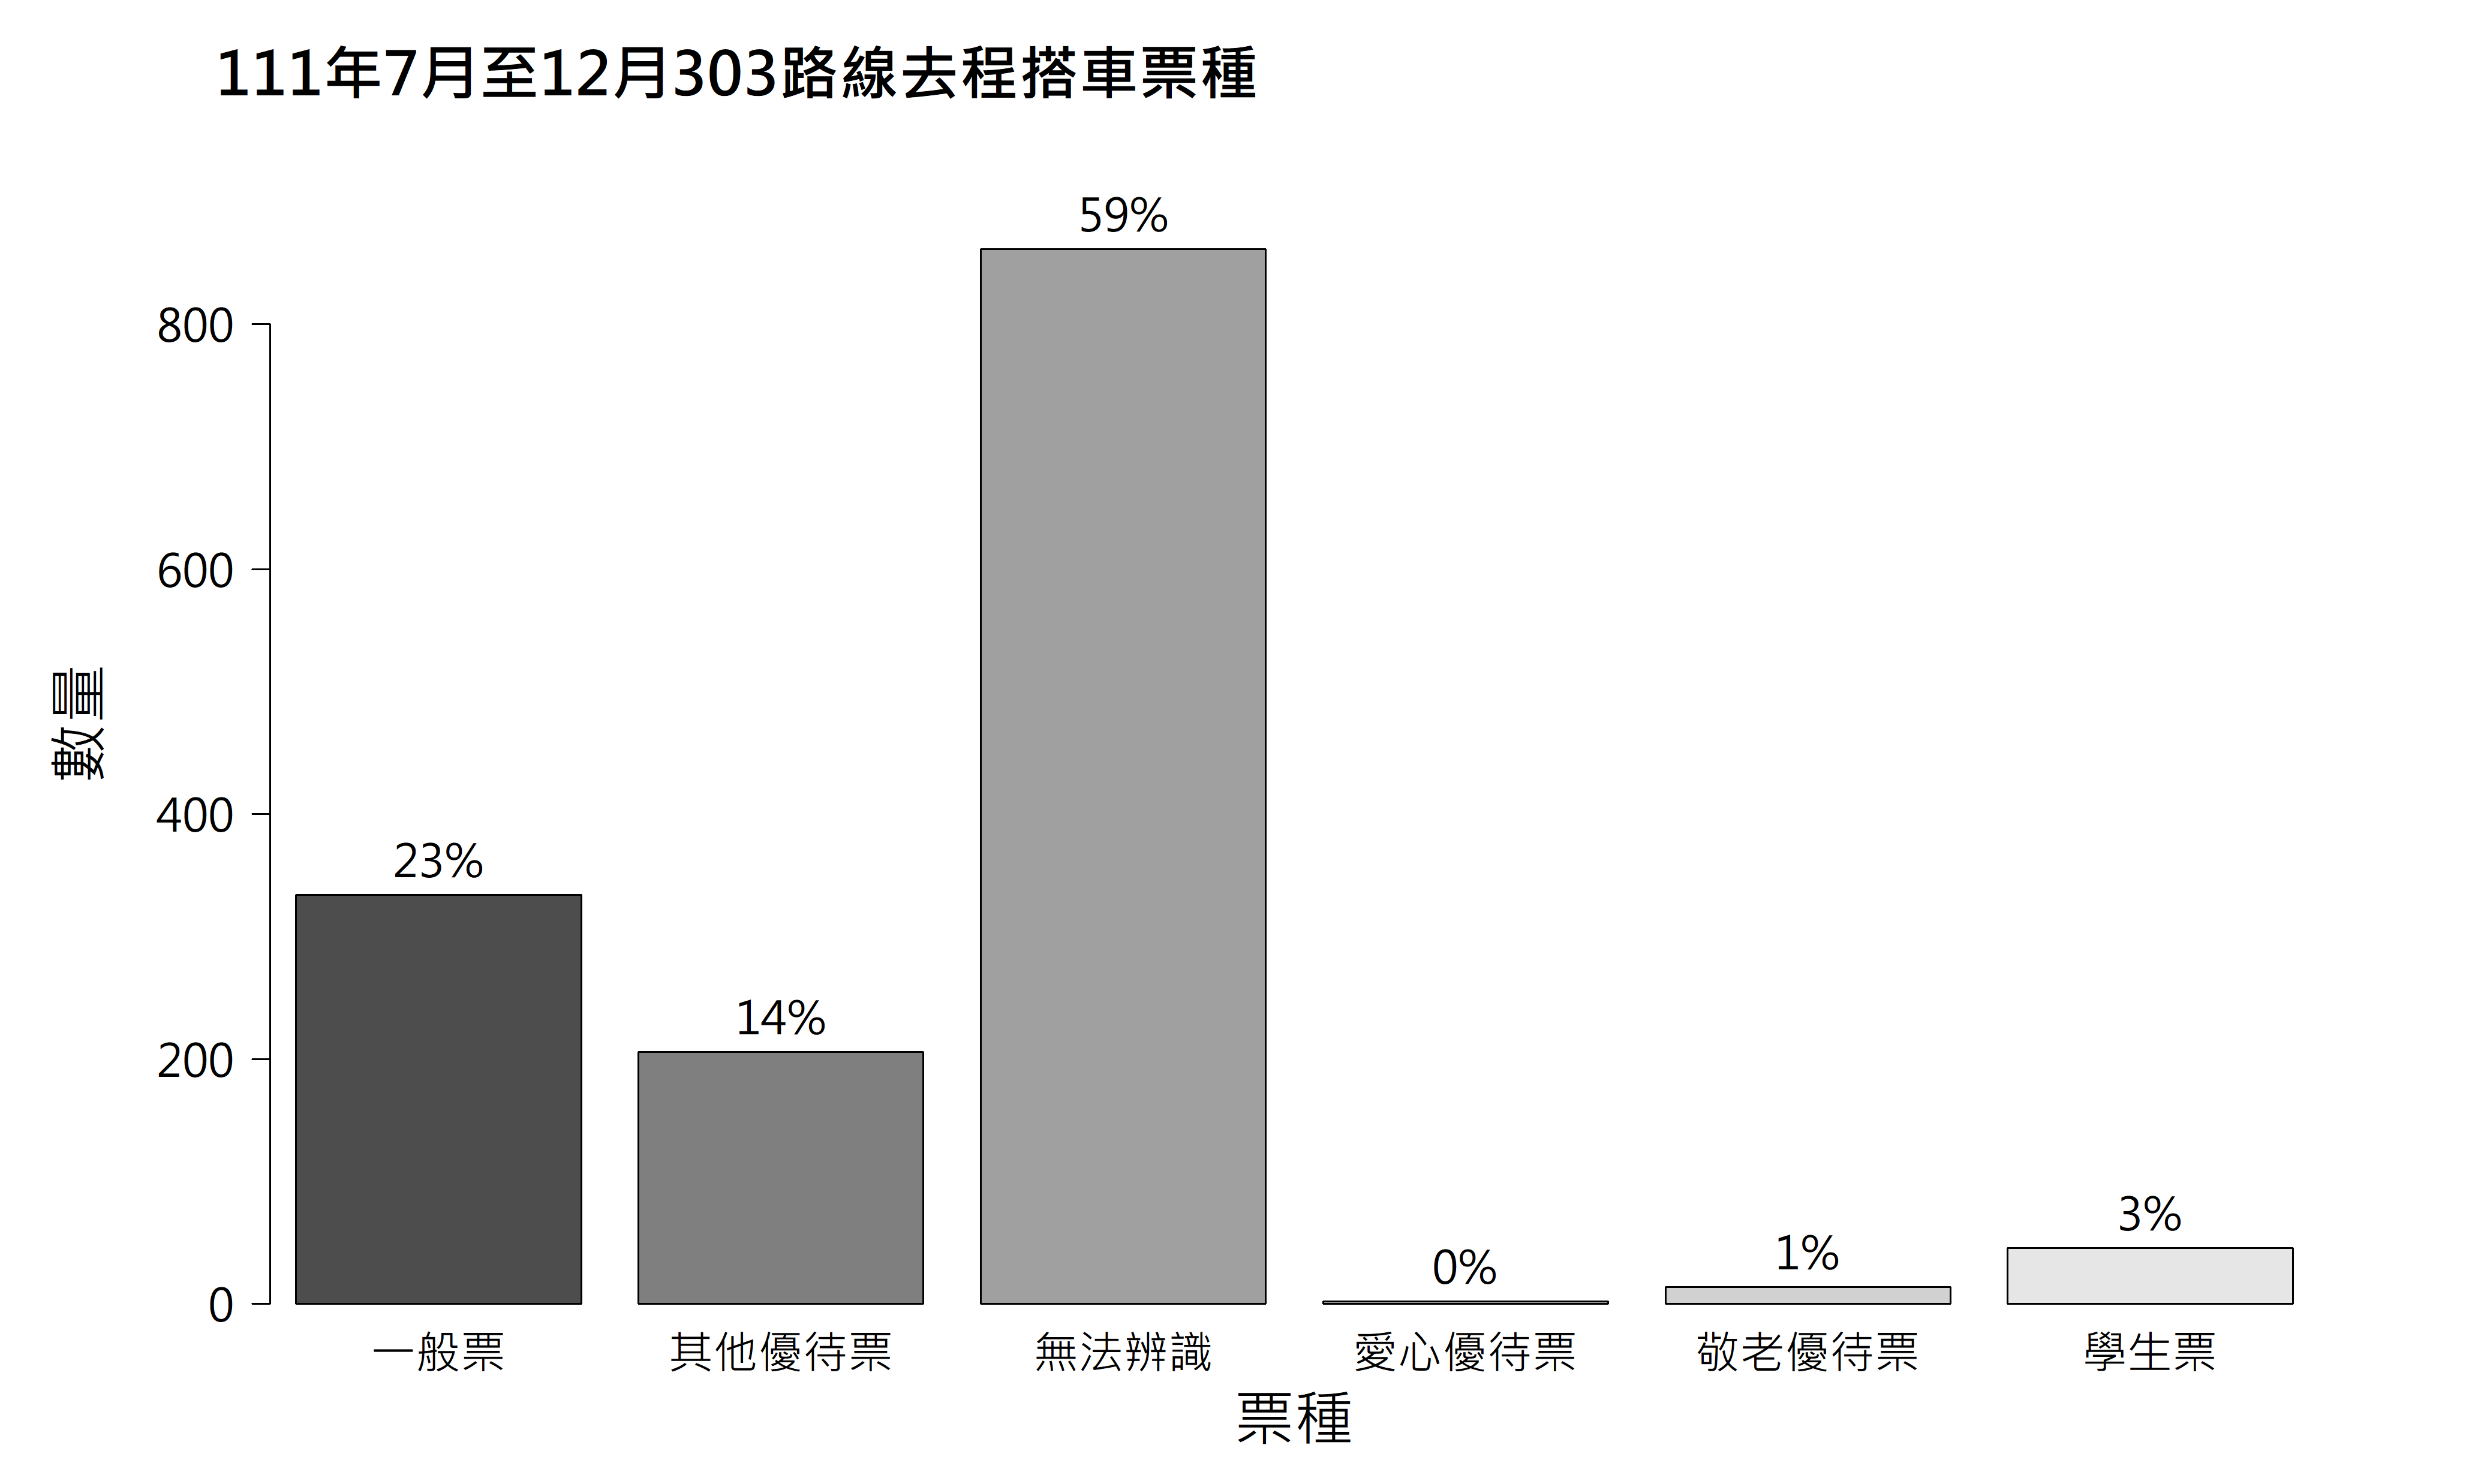 111年7月至12月303路線去程搭車票種
數量
800
600
400
200
0
23%
14%
59%
0%
1%
3%
一般票
其他優待票
無法辨識
愛心優待票
敬老優待票
學生票
票種